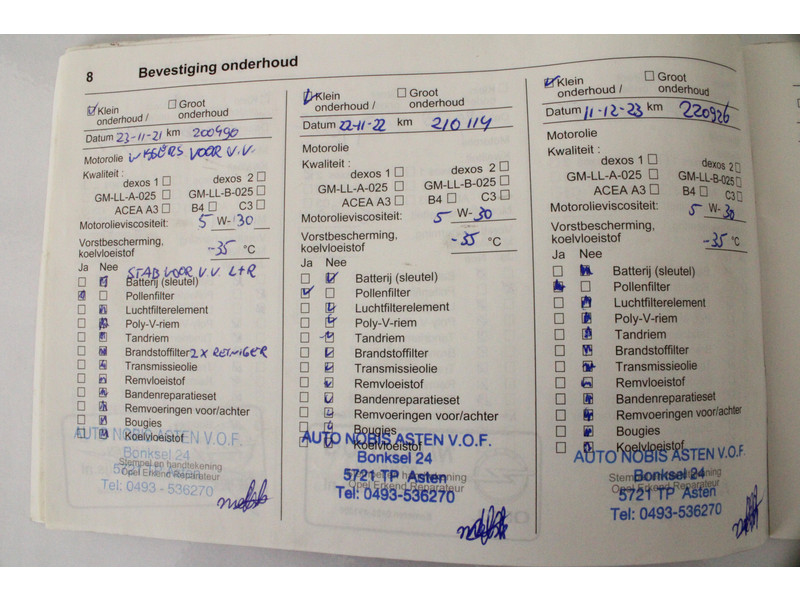 8 Bevestiging onderhoud
Klein onderhoud / Groot onderhoud
Datum 23-11-21 km 200490
Motorolie WISSERS VOOR V.V.
Kwaliteit :
dexos 1 dexos 2
GM-LL-A-025 GM-LL-B-025
ACEA A3 B4 C3
Motorolieviscositeit: 5 W- 30
Vorstbescherming,
koelvloeistof -35 °C
Ja Nee STAB VOOR V.V L+R
Batterij (sleutel)
Pollenfilter
Luchtfilterelement
Poly-V-riem
Tandriem
Brandstoffilter 2X REINIGER
Transmissieolie
Remvloeistof
Bandenreparatieset
Remvoeringen voor/achter
Bougies
Koelvloeistof
AUTO NOBIS ASTEN V.O.F.
Bonksel 24
Stempel en handtekening
Opel Erkend Reparateur
Tel: 0493-536270
Klein onderhoud / Groot onderhoud
Datum 22-11-22 km 210114
Motorolie
Kwaliteit :
dexos 1 dexos 2
GM-LL-A-025 GM-LL-B-025
ACEA A3 B4 C3
Motorolieviscositeit: 5 W- 30
Vorstbescherming,
koelvloeistof -35 °C
Ja Nee
Batterij (sleutel)
Pollenfilter
Luchtfilterelement
Poly-V-riem
Tandriem
Brandstoffilter
Transmissieolie
Remvloeistof
Bandenreparatieset
Remvoeringen voor/achter
Bougies
Koelvloeistof
AUTO NOBIS ASTEN V.O.F.
Bonksel 24
5721 TP Asten
Tel: 0493-536270
Klein onderhoud / Groot onderhoud
Datum 11-12-23 km 220926
Motorolie
Kwaliteit :
dexos 1 dexos 2
GM-LL-A-025 GM-LL-B-025
ACEA A3 B4 C3
Motorolieviscositeit: 5 W- 30
Vorstbescherming,
koelvloeistof -35 °C
Ja Nee
Batterij (sleutel)
Pollenfilter
Luchtfilterelement
Poly-V-riem
Tandriem
Brandstoffilter
Transmissieolie
Remvloeistof
Bandenreparatieset
Remvoeringen voor/achter
Bougies
Koelvloeistof
AUTO NOBIS ASTEN V.O.F.
Stempel en handtekening
Bonksel 24
Opel Erkend Reparateur
5721 TP Asten
Tel: 0493-536270